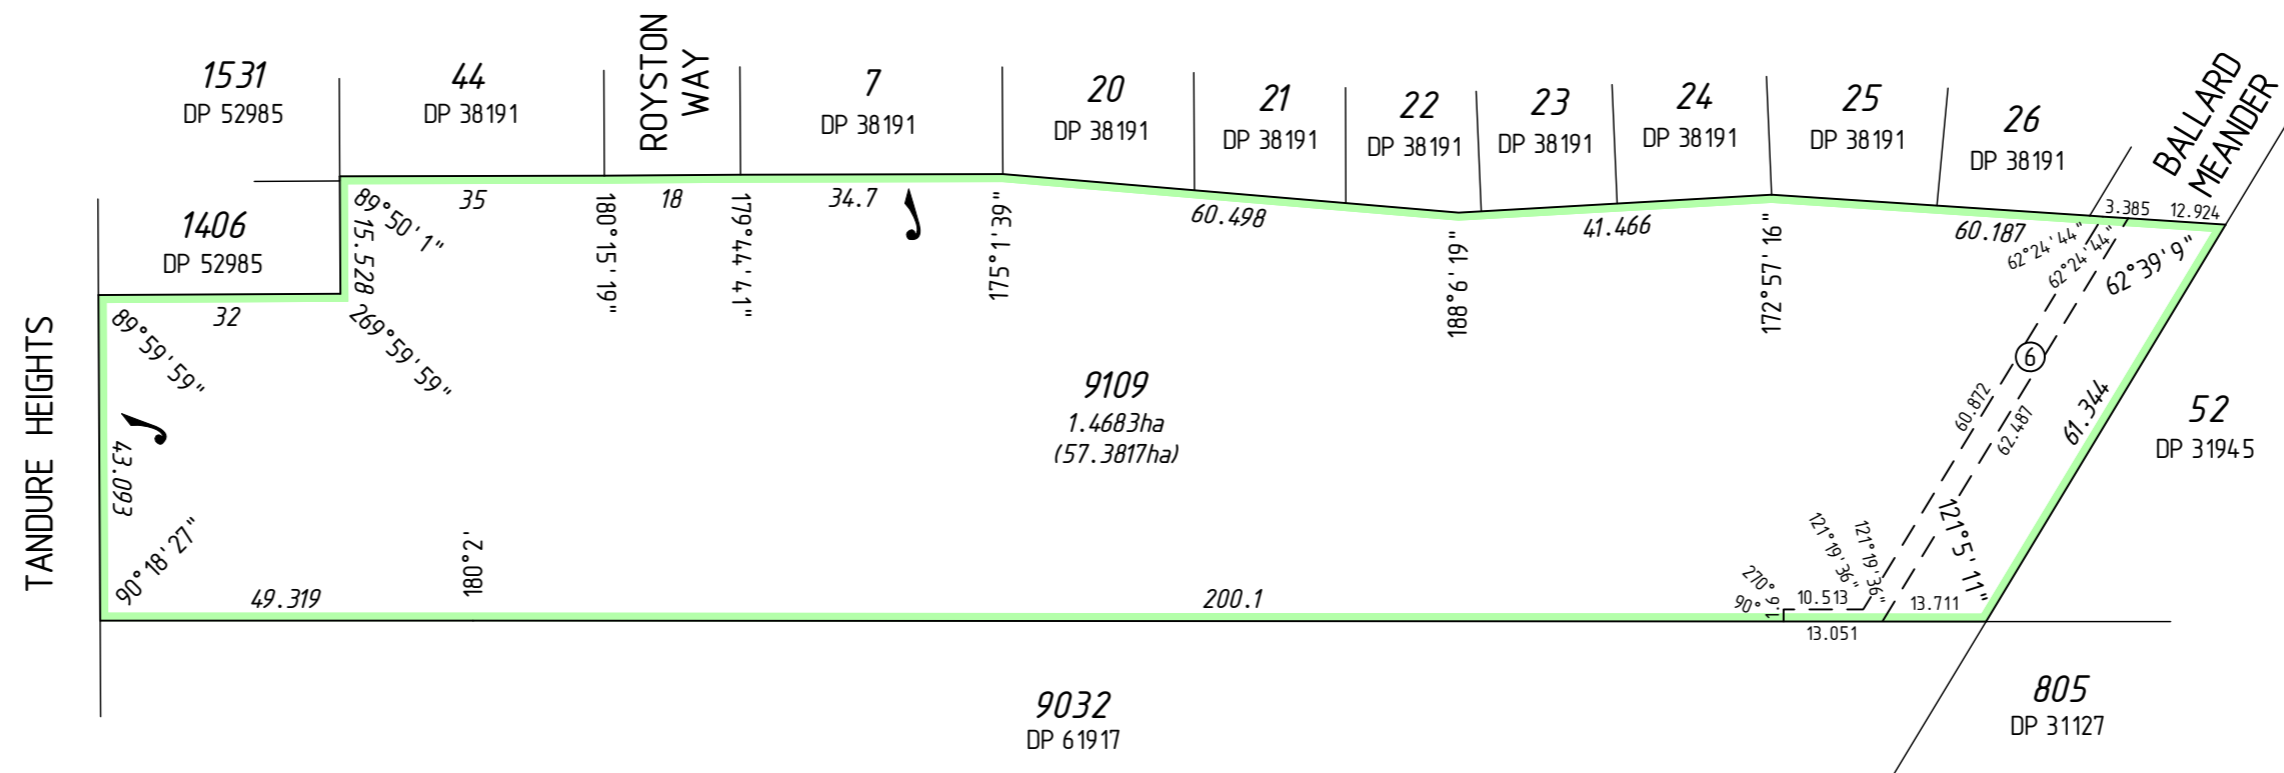 1531
DP 52985
44
DP 38191
ROYSTON
WAY
7
DP 38191
20
DP 38191
21
DP 38191
22
DP 38191
23
DP 38191
24
DP 38191
25
DP 38191
26
DP 38191
BALLARD
MEANDER
1406
DP 52985
89°50'1"
15.528
35
180°15'19"
18
179°44'41"
34.7
175°1'39"
60.498
188°6'19"
41.466
172°57'16"
60.187
3.385
12.924
62°24'44"
62°24'44"
62°39'9"
32
89°59'59"
269°59'59"
TANDURE HEIGHTS
43.093
90°18'27"
9109
1.4683ha
(57.3817ha)
6
60.872
62.487
61.344
52
DP 31945
49.319
180°2'
200.1
270°
90°
1.9
10.513
121°19'36"
121°19'36"
121°5'11"
13.711
13.051
9032
DP 61917
805
DP 31127